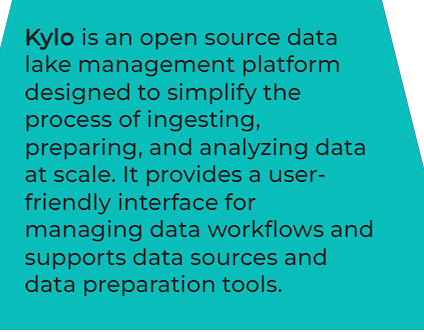 Kylo is an open source data
lake management platform
designed to simplify the
process of ingesting,
preparing, and analyzing data
at scale. It provides a user-
friendly interface for
managing data workflows and
supports data sources and
data preparation tools.